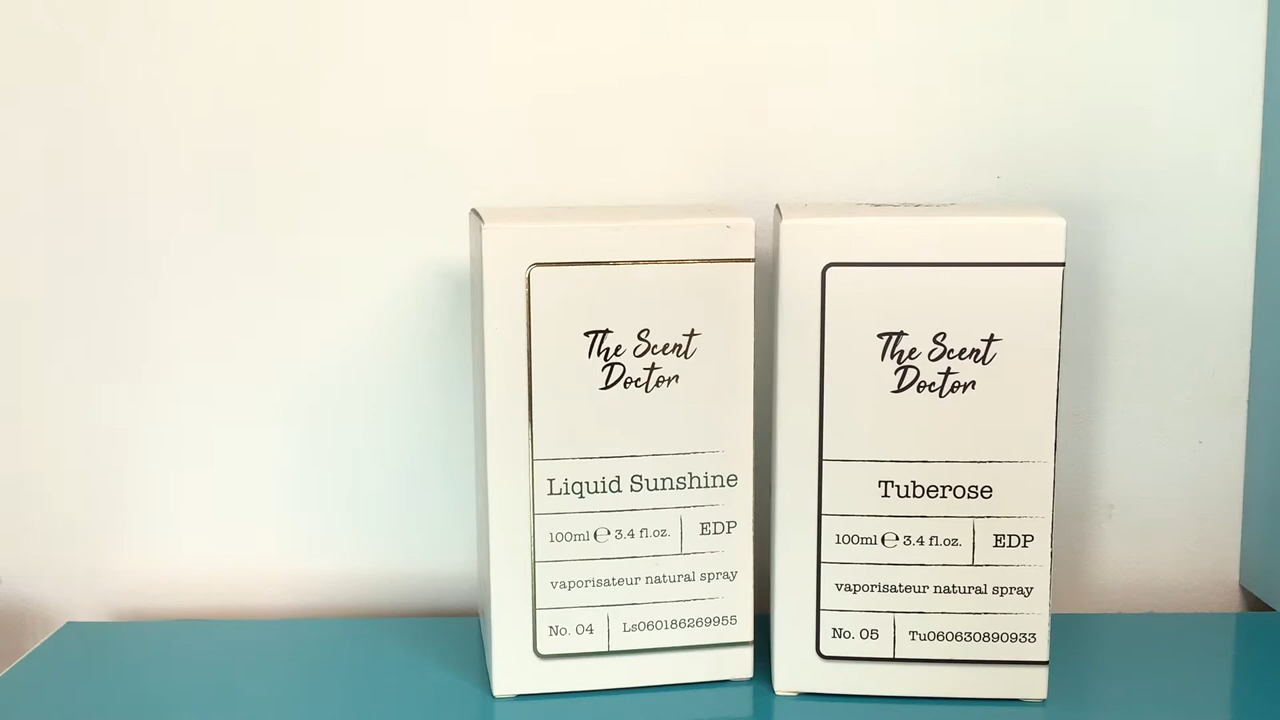 The Scent
Doctor
Liquid Sunshine
100ml ℮ 3.4 fl.oz. EDP
vaporisateur natural spray
No. 04 Ls060186269955
The Scent
Doctor
Tuberose
100ml ℮ 3.4 fl.oz. EDP
vaporisateur natural spray
No. 05 Tu060630890933